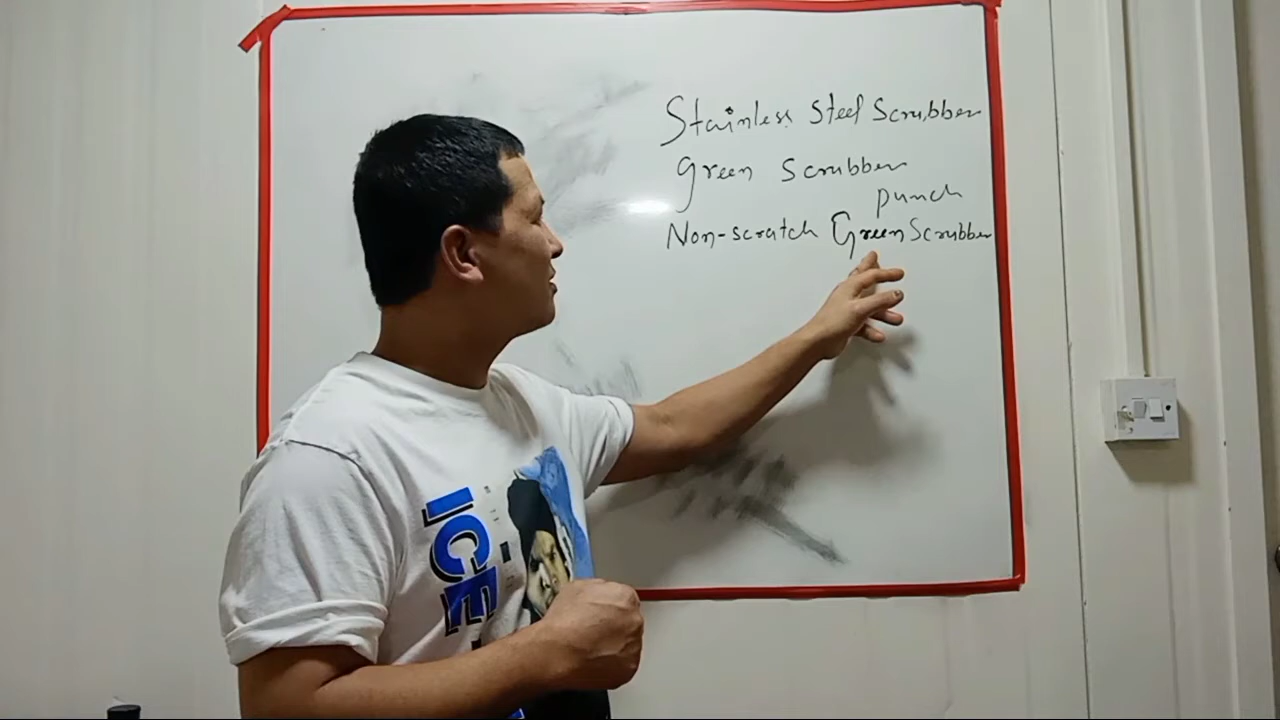 Stainless Steel Scrubber
green scrubber
punch
Non-scratch Green Scrubber
ICE